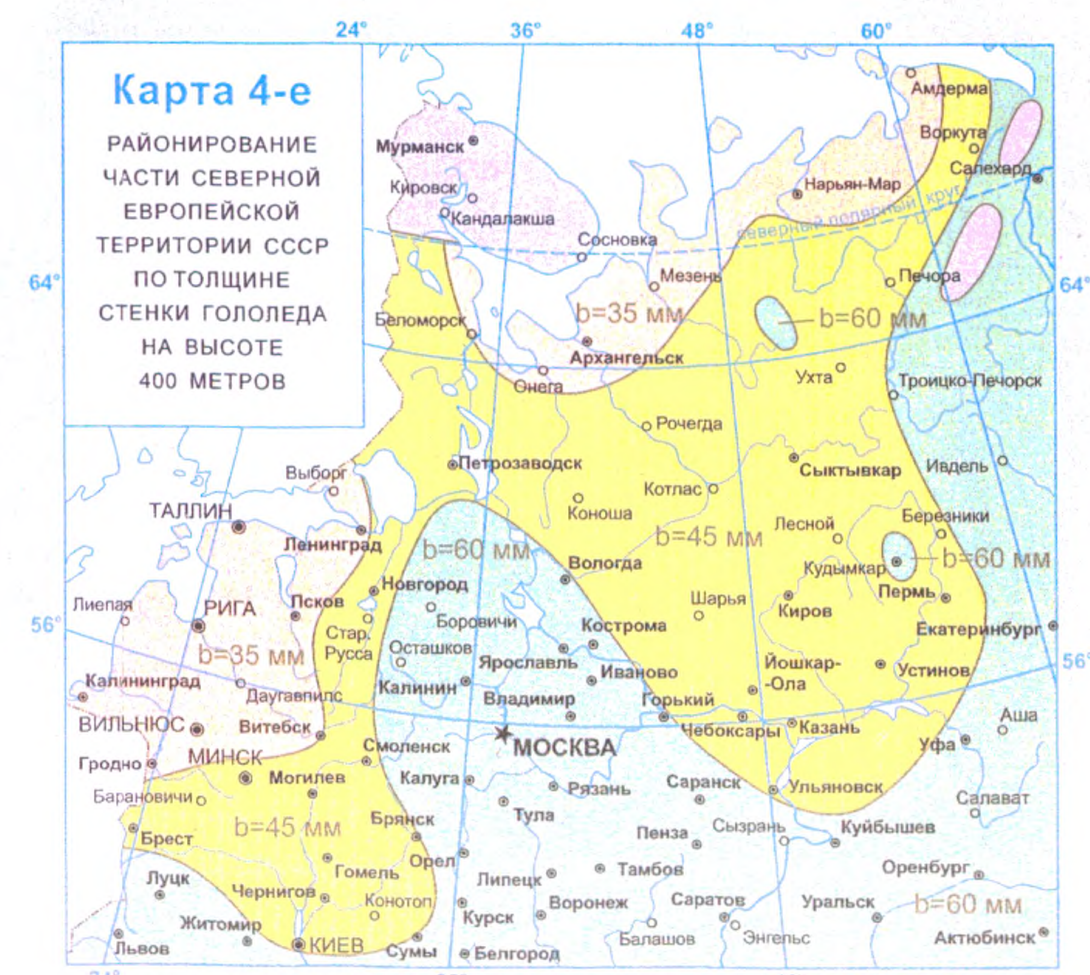 24° 36° 48° 60°
Карта 4-е
РАЙОНИРОВАНИЕ
ЧАСТИ СЕВЕРНОЙ
ЕВРОПЕЙСКОЙ
ТЕРРИТОРИИ СССР
ПО ТОЛЩИНЕ
СТЕНКИ ГОЛОЛЕДА
НА ВЫСОТЕ
400 МЕТРОВ
Амдерма
Воркута
Мурманск
Салехард
Кировск
Нарьян-Мар
Кандалакша
северный полярный круг
Сосновка
64°
Мезень
Печора
64°
b=35 мм
b=60 мм
Беломорск
Архангельск
Онега
Ухта
Троицко-Печорск
Рочегда
Выборг
Петрозаводск
Сыктывкар
Ивдель
Котлас
ТАЛЛИН
Коноша
Лесной
Березники
Ленинград
b=60 мм
b=45 мм
b=60 мм
Вологда
Кудымкар
Новгород
Пермь
Лиепая
РИГА
Псков
Шарья
Киров
56°
Боровичи
Кострома
Екатеринбург
Стар.
Русса
Осташков
b=35 мм
Ярославль
Йошкар-
-Ола
56°
Иваново
Устинов
Калининград
Даугавпилс
Калинин
Владимир
Горький
ВИЛЬНЮС
Витебск
Чебоксары
Казань
Аша
МОСКВА
Смоленск
Уфа
Гродно
МИНСК
Могилев
Калуга
Рязань
Саранск
Ульяновск
Барановичи
Салават
Тула
Брест
b=45 мм
Брянск
Пенза
Сызрань
Куйбышев
Орел
Гомель
Тамбов
Оренбург
Луцк
Липецк
Чернигов
Конотоп
Воронеж
Саратов
Уральск
b=60 мм
Курск
Житомир
Балашов
Энгельс
Актюбинск
Львов
КИЕВ
Сумы
Белгород